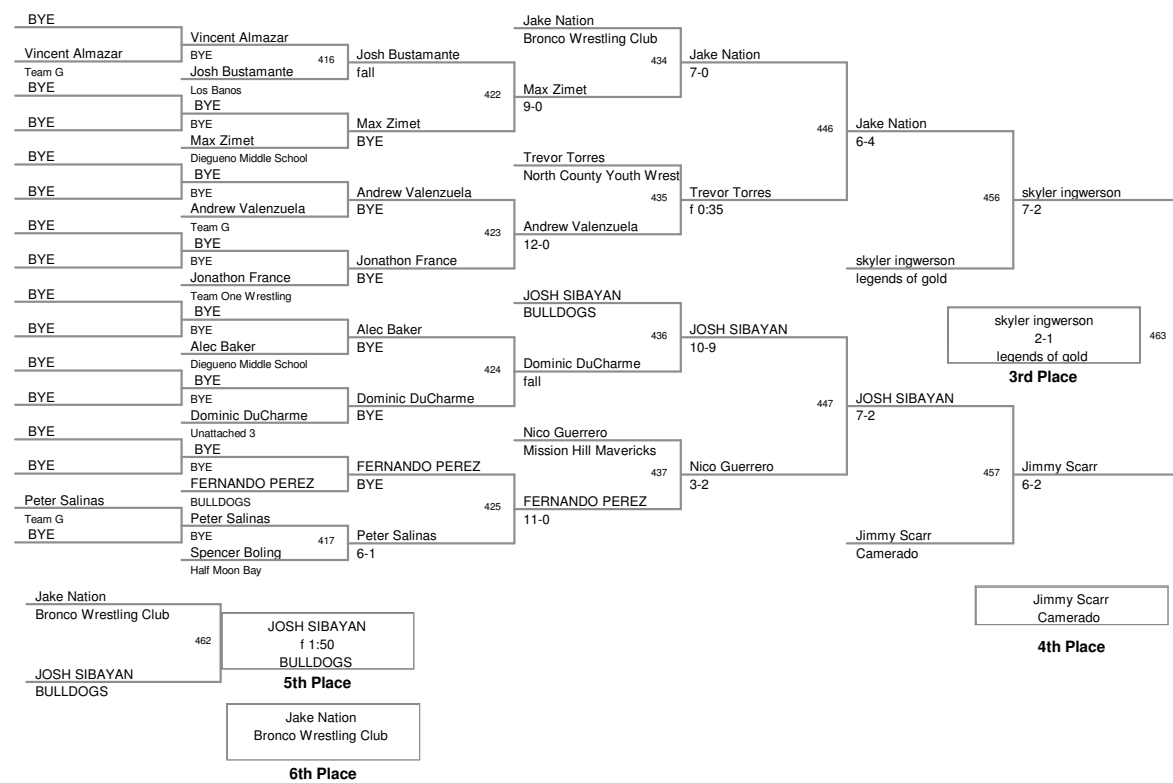 BYE
Vincent Almazar
Team G
BYE
BYE
BYE
BYE
BYE
BYE
BYE
BYE
BYE
BYE
BYE
BYE
Peter Salinas
Team G
BYE
Vincent Almazar
BYE
416
Josh Bustamante
Los Banos
BYE
BYE
Max Zimet
Diegueno Middle School
BYE
BYE
Andrew Valenzuela
Team G
BYE
BYE
Jonathon France
Team One Wrestling
BYE
BYE
Alec Baker
Diegueno Middle School
BYE
BYE
Dominic DuCharme
Unattached 3
BYE
BYE
FERNANDO PEREZ
BULLDOGS
Peter Salinas
BYE
417
Spencer Boling
Half Moon Bay
Josh Bustamante
fall
422
Max Zimet
BYE
Andrew Valenzuela
BYE
423
Jonathon France
BYE
Alec Baker
BYE
424
Dominic DuCharme
BYE
FERNANDO PEREZ
BYE
425
Peter Salinas
6-1
Jake Nation
Bronco Wrestling Club
434
Max Zimet
9-0
Trevor Torres
North County Youth Wrest
435
Andrew Valenzuela
12-0
JOSH SIBAYAN
BULLDOGS
436
Dominic DuCharme
fall
Nico Guerrero
Mission Hill Mavericks
437
FERNANDO PEREZ
11-0
Jake Nation
7-0
446
Trevor Torres
f 0:35
JOSH SIBAYAN
10-9
447
Nico Guerrero
3-2
Jake Nation
6-4
456
skyler ingwerson
legends of gold
JOSH SIBAYAN
7-2
457
Jimmy Scarr
Camerado
skyler ingwerson
7-2
skyler ingwerson
2-1
463
legends of gold
3rd Place
Jimmy Scarr
6-2
Jimmy Scarr
Camerado
4th Place
Jake Nation
Bronco Wrestling Club
462
JOSH SIBAYAN
BULLDOGS
JOSH SIBAYAN
f 1:50
BULLDOGS
5th Place
Jake Nation
Bronco Wrestling Club
6th Place